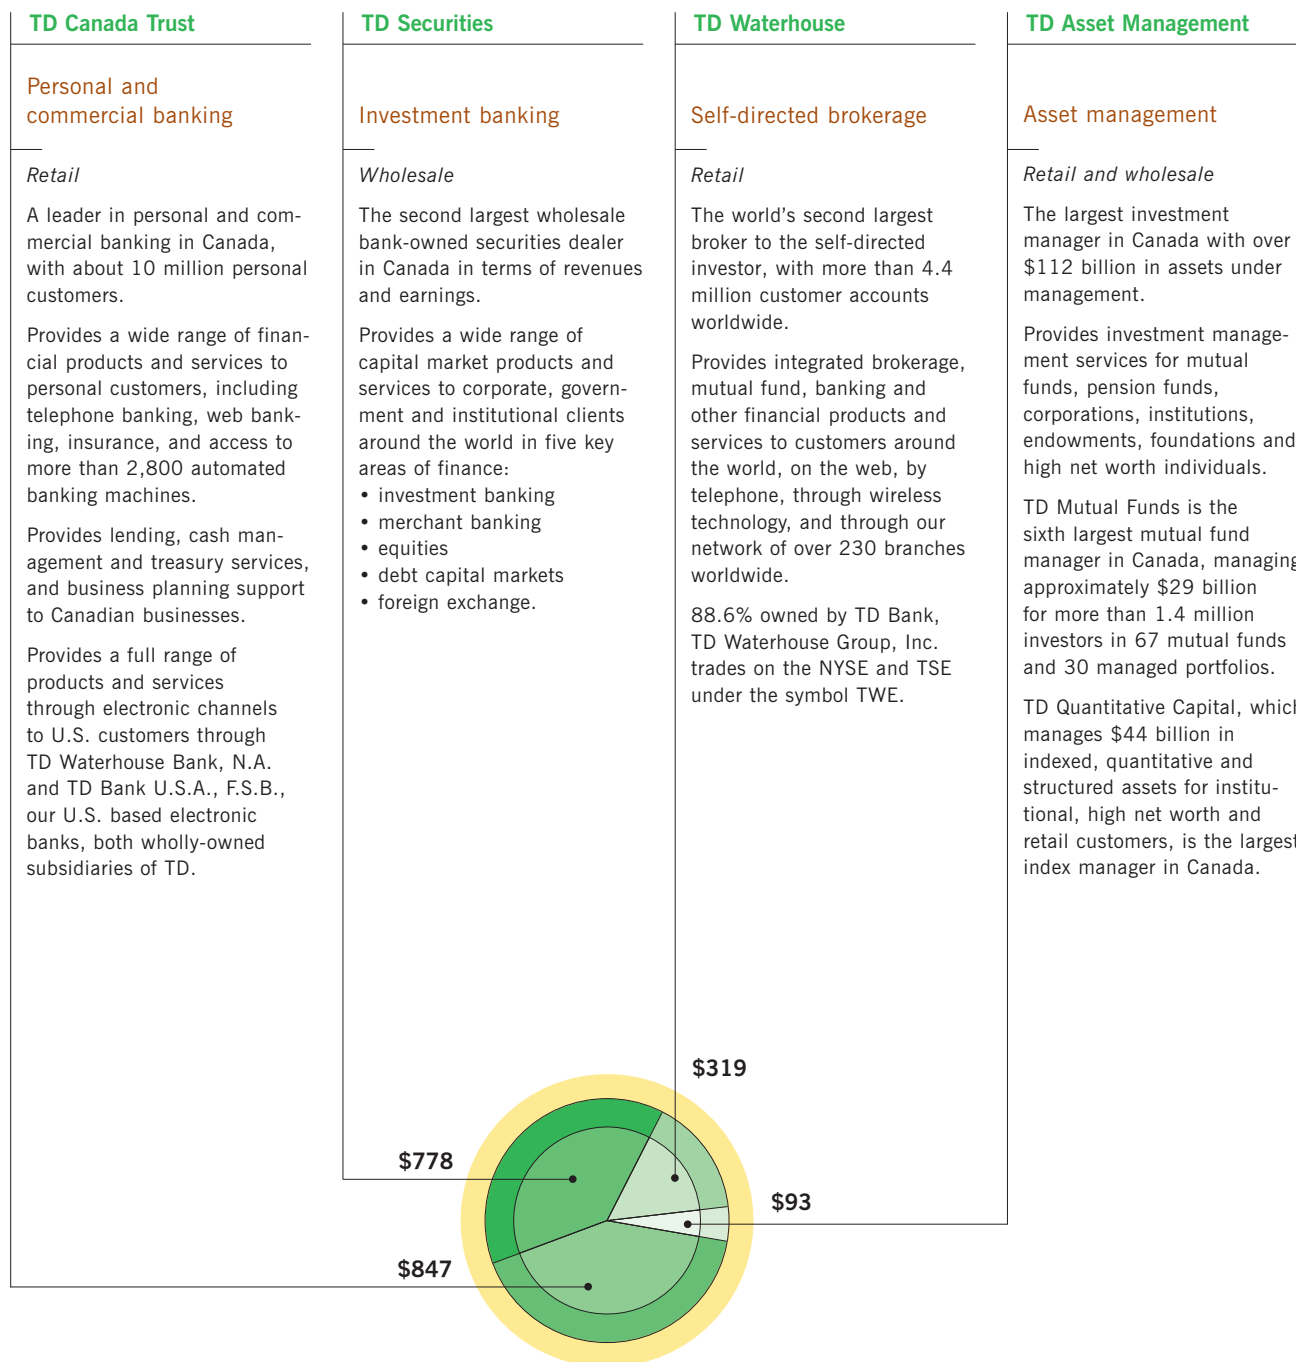 TD Canada Trust
Personal and
commercial banking
Retail
A leader in personal and com-
mercial banking in Canada,
with about 10 million personal
customers.
Provides a wide range of finan-
cial products and services to
personal customers, including
telephone banking, web bank-
ing, insurance, and access to
more than 2,800 automated
banking machines.
Provides lending, cash man-
agement and treasury services,
and business planning support
to Canadian businesses.
Provides a full range of
products and services
through electronic channels
to U.S. customers through
TD Waterhouse Bank, N.A.
and TD Bank U.S.A., F.S.B.,
our U.S. based electronic
banks, both wholly-owned
subsidiaries of TD.
TD Securities
Investment banking
Wholesale
The second largest wholesale
bank-owned securities dealer
in Canada in terms of revenues
and earnings.
Provides a wide range of
capital market products and
services to corporate, govern-
ment and institutional clients
around the world in five key
areas of finance:
• investment banking
• merchant banking
• equities
• debt capital markets
• foreign exchange.
TD Waterhouse
Self-directed brokerage
Retail
The world's second largest
broker to the self-directed
investor, with more than 4.4
million customer accounts
worldwide.
Provides integrated brokerage,
mutual fund, banking and
other financial products and
services to customers around
the world, on the web, by
telephone, through wireless
technology, and through our
network of over 230 branches
worldwide.
88.6% owned by TD Bank,
TD Waterhouse Group, Inc.
trades on the NYSE and TSE
under the symbol TWE.
TD Asset Management
Asset management
Retail and wholesale
The largest investment
manager in Canada with over
$112 billion in assets under
management.
Provides investment manage-
ment services for mutual
funds, pension funds,
corporations, institutions,
endowments, foundations and
high net worth individuals.
TD Mutual Funds is the
sixth largest mutual fund
manager in Canada, managing
approximately $29 billion
for more than 1.4 million
investors in 67 mutual funds
and 30 managed portfolios.
TD Quantitative Capital, which
manages $44 billion in
indexed, quantitative and
structured assets for institu-
tional, high net worth and
retail customers, is the largest
index manager in Canada.
$319
$778
$93
$847